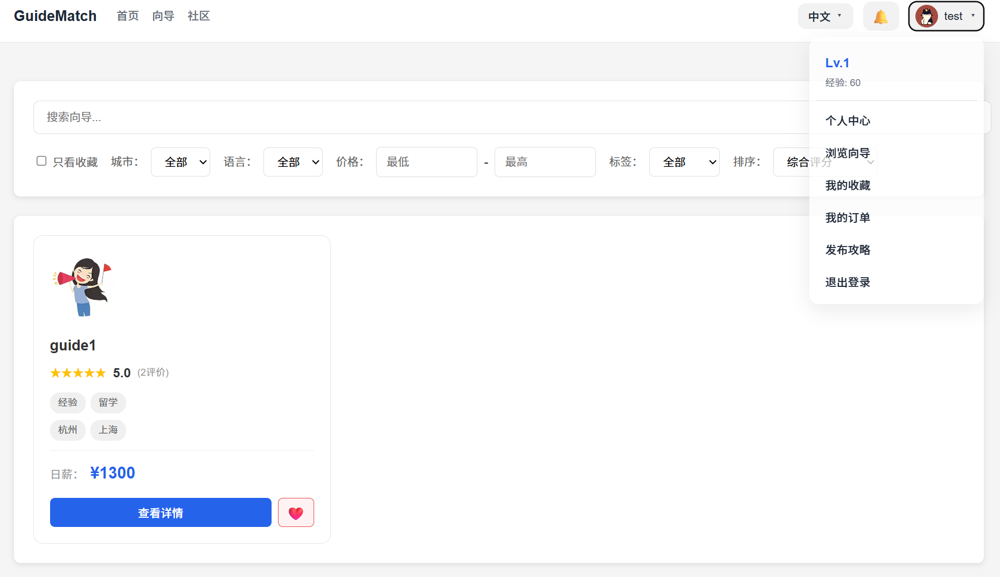 GuideMatch 首页 向导 社区 中文 test
Lv.1
经验: 60
个人中心
浏览向导
我的收藏
我的订单
发布攻略
退出登录
搜索向导...
只看收藏 城市： 全部 语言： 全部 价格： 最低 - 最高 标签： 全部 排序： 综合评分
guide1
★★★★★ 5.0 (2评价)
经验 留学
杭州 上海
日薪： ¥1300
查看详情